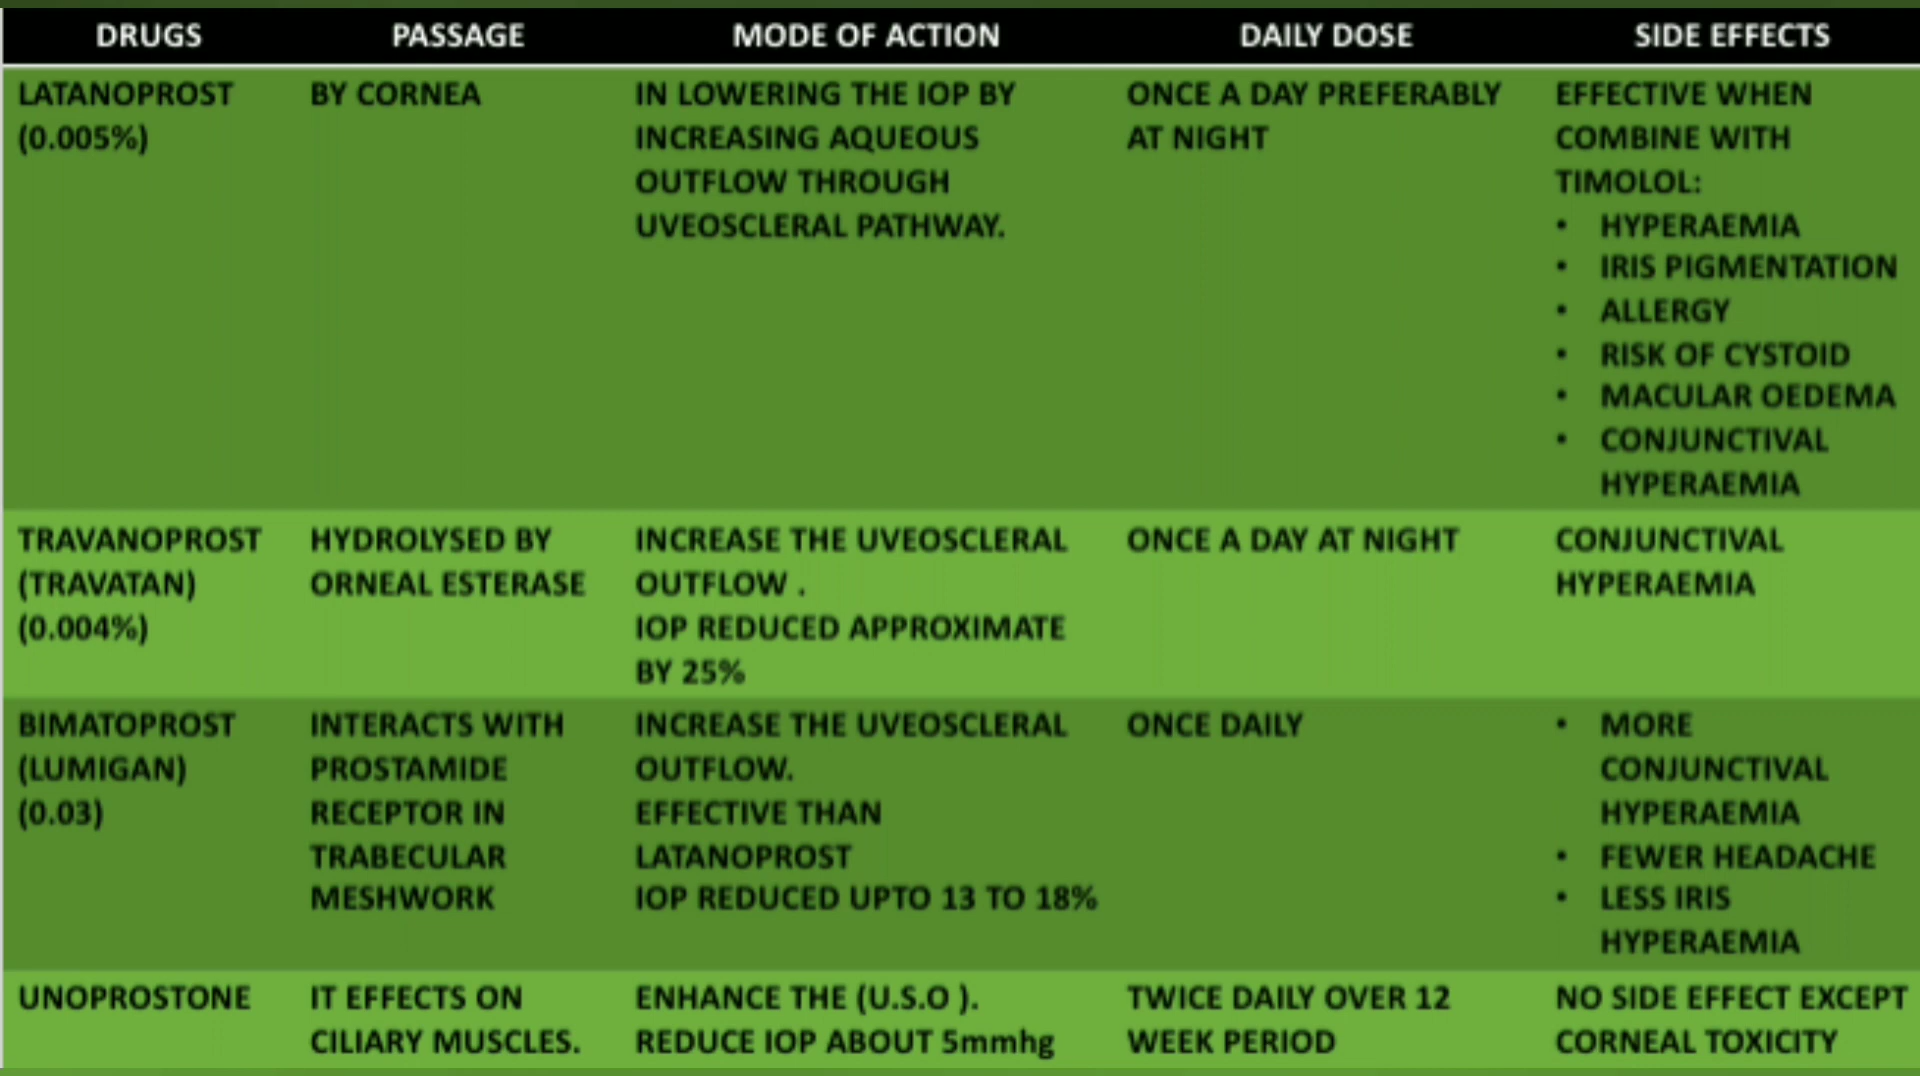 DRUGS PASSAGE MODE OF ACTION DAILY DOSE SIDE EFFECTS
LATANOPROST
(0.005%)
BY CORNEA
IN LOWERING THE IOP BY
INCREASING AQUEOUS
OUTFLOW THROUGH
UVEOSCLERAL PATHWAY.
ONCE A DAY PREFERABLY
AT NIGHT
EFFECTIVE WHEN
COMBINE WITH
TIMOLOL:
• HYPERAEMIA
• IRIS PIGMENTATION
• ALLERGY
• RISK OF CYSTOID
• MACULAR OEDEMA
• CONJUNCTIVAL
HYPERAEMIA
TRAVANOPROST
(TRAVATAN)
(0.004%)
HYDROLYSED BY
ORNEAL ESTERASE
INCREASE THE UVEOSCLERAL
OUTFLOW .
IOP REDUCED APPROXIMATE
BY 25%
ONCE A DAY AT NIGHT
CONJUNCTIVAL
HYPERAEMIA
BIMATOPROST
(LUMIGAN)
(0.03)
INTERACTS WITH
PROSTAMIDE
RECEPTOR IN
TRABECULAR
MESHWORK
INCREASE THE UVEOSCLERAL
OUTFLOW.
EFFECTIVE THAN
LATANOPROST
IOP REDUCED UPTO 13 TO 18%
ONCE DAILY
• MORE
CONJUNCTIVAL
HYPERAEMIA
• FEWER HEADACHE
• LESS IRIS
HYPERAEMIA
UNOPROSTONE
IT EFFECTS ON
CILIARY MUSCLES.
ENHANCE THE (U.S.O ).
REDUCE IOP ABOUT 5mmhg
TWICE DAILY OVER 12
WEEK PERIOD
NO SIDE EFFECT EXCEPT
CORNEAL TOXICITY